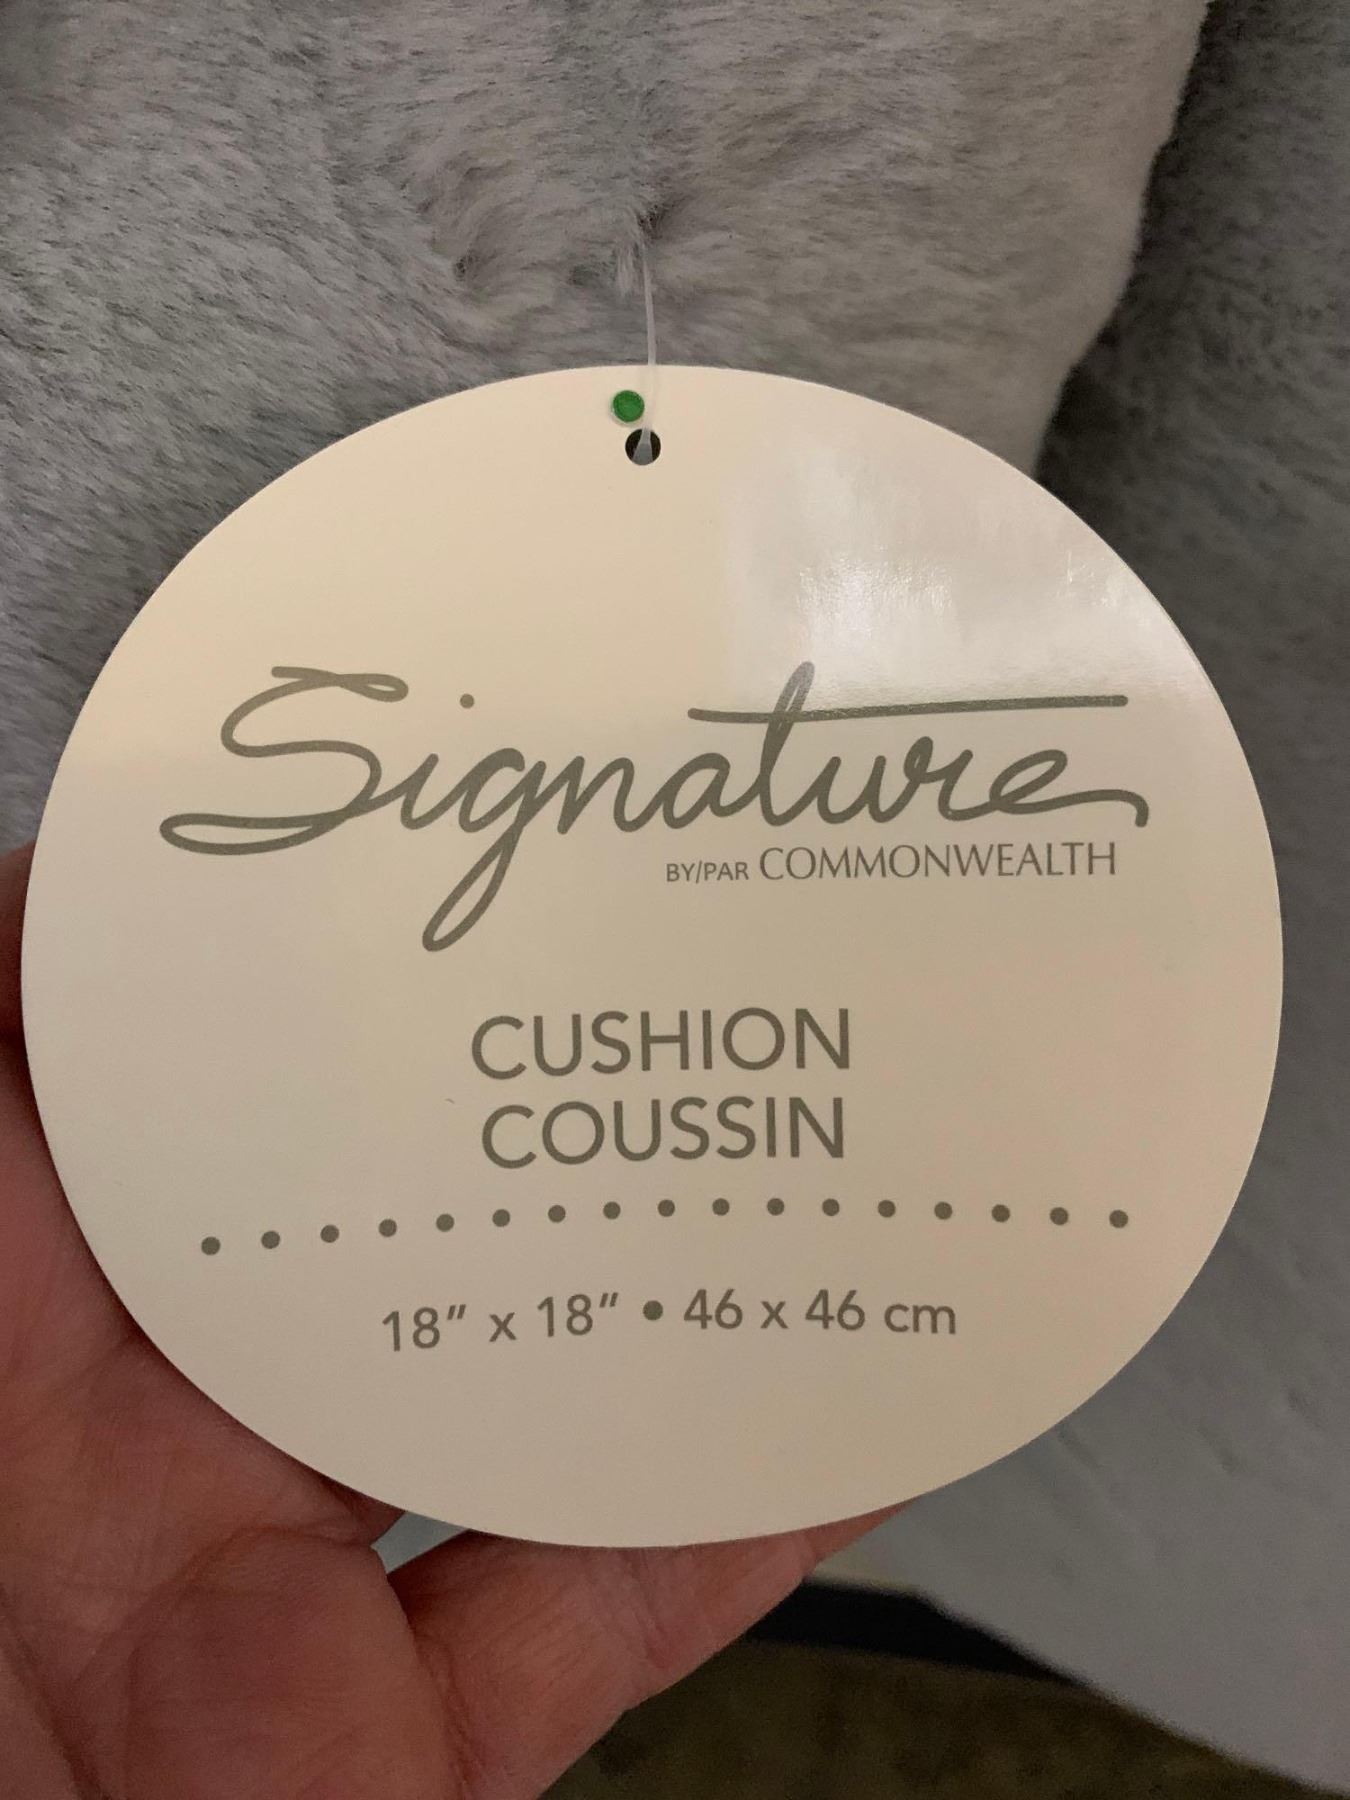 Signature
BY/PAR COMMONWEALTH
CUSHION
COUSSIN
18" x 18" • 46 x 46 cm